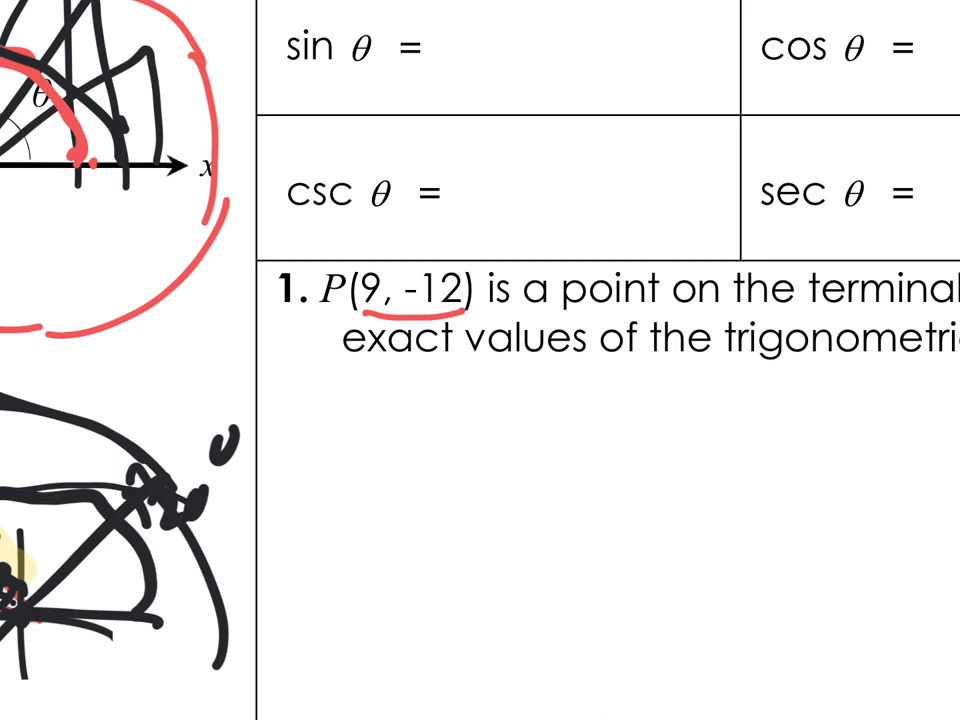 sin θ =
cos θ =
θ
x
csc θ =
sec θ =
1. P(9, -12) is a point on the terminal
exact values of the trigonometri